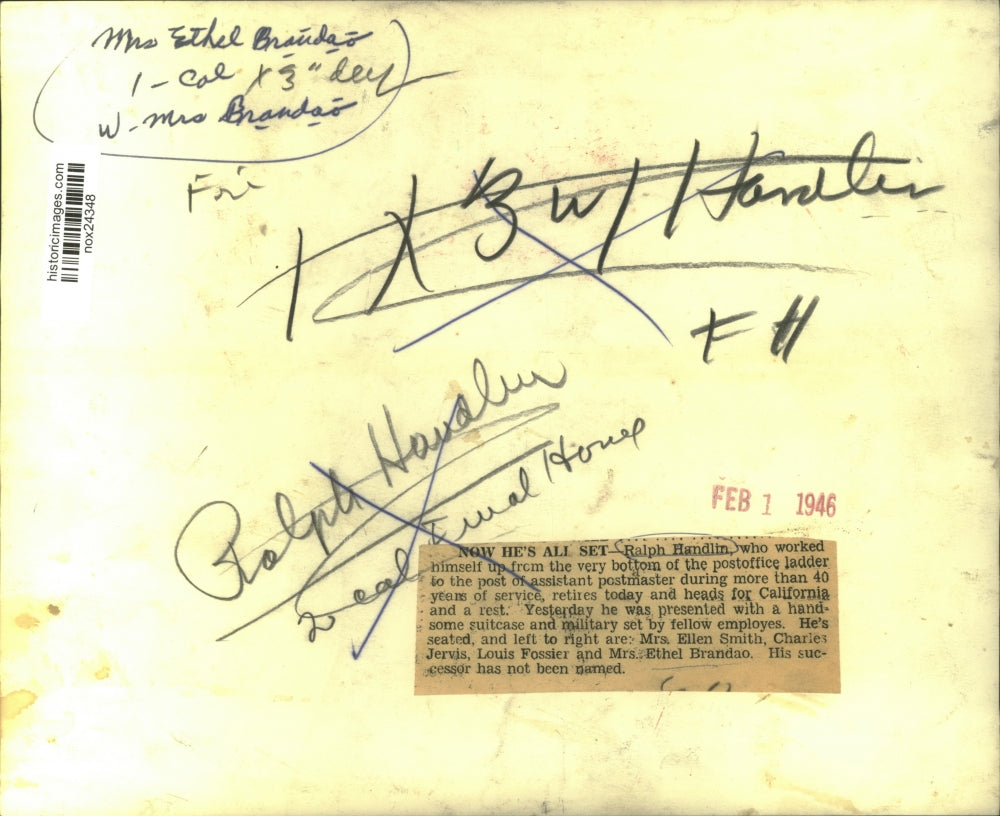 Mrs Ethel Brandao
1-Col X 3" deep
W-Mrs Brandao
Fri
historicimages.com
nox24348
1 X 3 W/ Handlin
FH
Ralph Handlin
FEB 1 1946
NOW HE'S ALL SET—Ralph Handlin, who worked
himself up from the very bottom of the postoffice ladder
to the post of assistant postmaster during more than 40
years of service, retires today and heads for California
and a rest. Yesterday he was presented with a hand-
some suitcase and military set by fellow employes. He's
seated, and left to right are: Mrs. Ellen Smith, Charles
Jervis, Louis Fossier and Mrs. Ethel Brandao. His suc-
cessor has not been named.